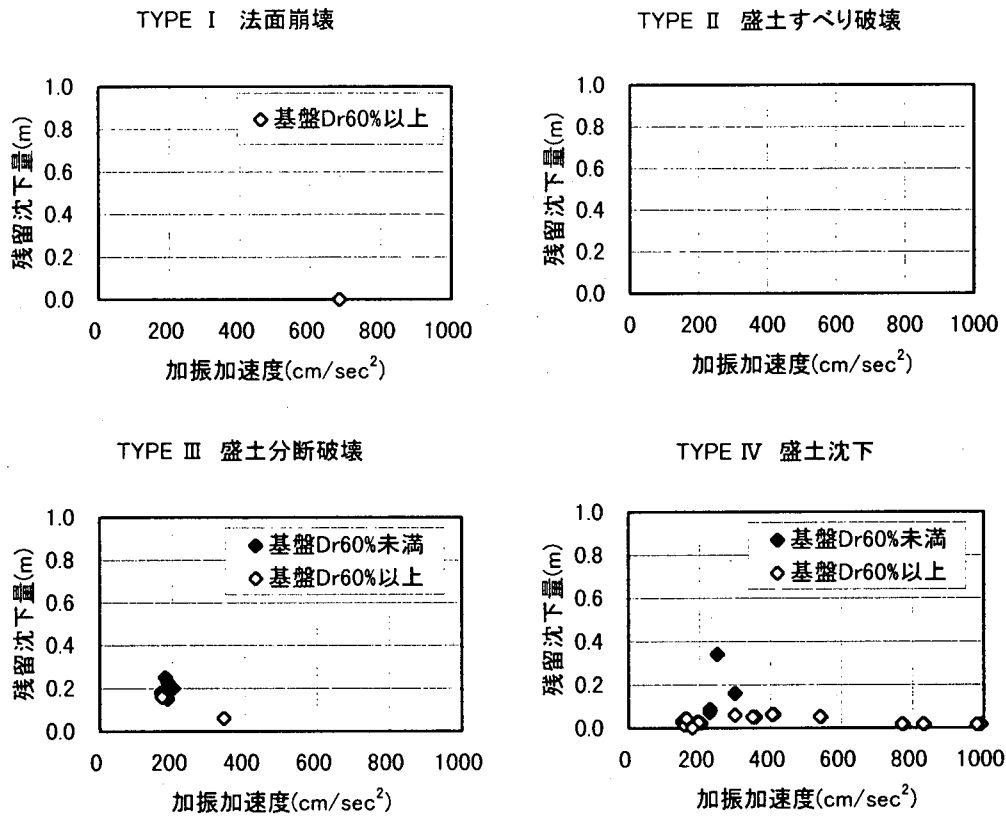 TYPE Ⅰ 法面崩壊
1.0
0.8
0.6
0.4
0.2
0.0
残留沈下量(m)
◇基盤Dr60%以上
0 200 400 600 800 1000
加振加速度(cm/sec²)
TYPE Ⅱ 盛土すべり破壊
1.0
0.8
0.6
0.4
0.2
0.0
残留沈下量(m)
0 200 400 600 800 1000
加振加速度(cm/sec²)
TYPE Ⅲ 盛土分断破壊
1.0
0.8
0.6
0.4
0.2
0.0
残留沈下量(m)
◆基盤Dr60%未満
◇基盤Dr60%以上
0 200 400 600 800 1000
加振加速度(cm/sec²)
TYPE Ⅳ 盛土沈下
1.0
0.8
0.6
0.4
0.2
0.0
残留沈下量(m)
◆基盤Dr60%未満
◇基盤Dr60%以上
0 200 400 600 800 1000
加振加速度(cm/sec²)